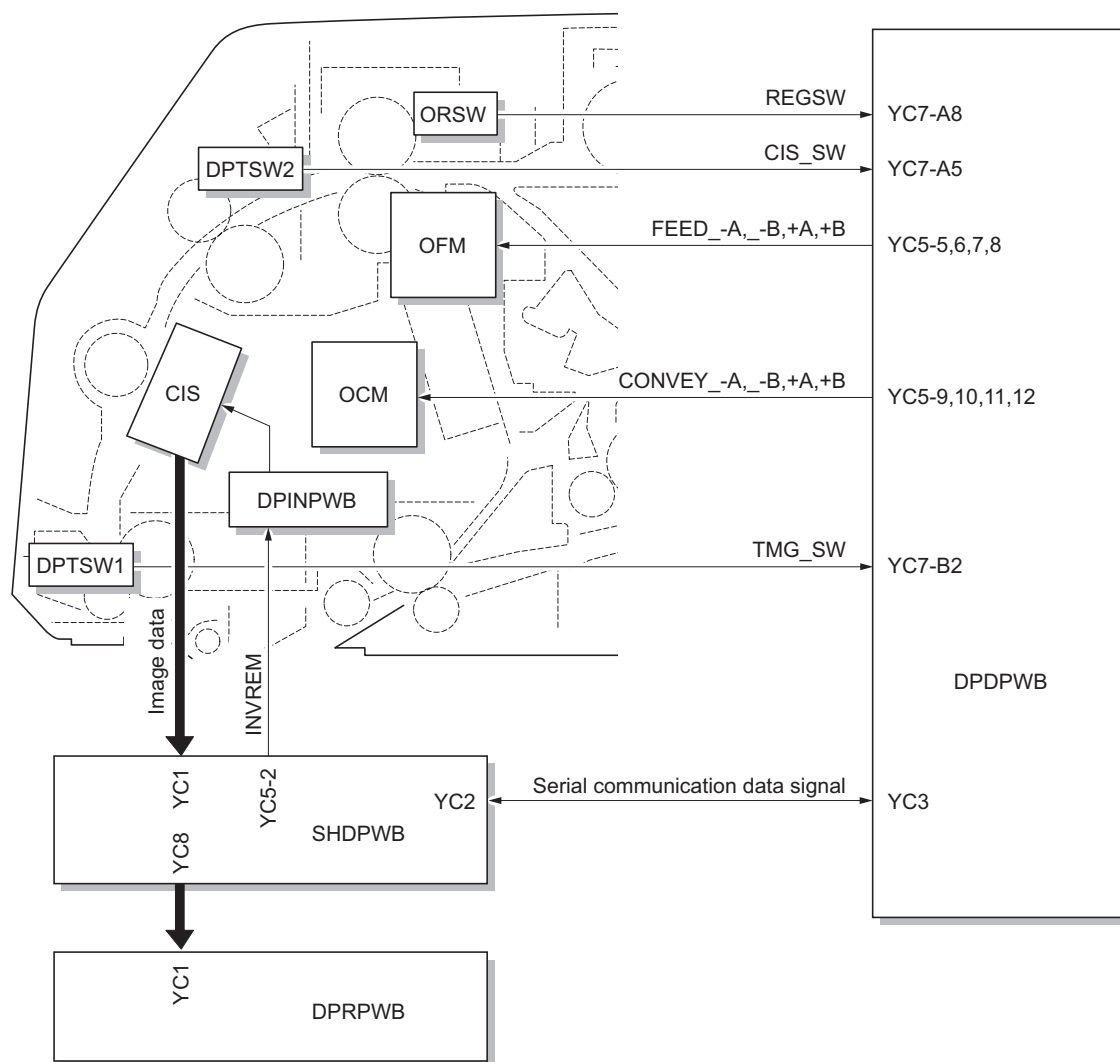 ORSW
REGSW
YC7-A8
DPTSW2
CIS_SW
YC7-A5
OFM
FEED_-A,_-B,+A,+B
YC5-5,6,7,8
CIS
OCM
CONVEY_-A,_-B,+A,+B
YC5-9,10,11,12
DPINPWB
DPTSW1
TMG_SW
YC7-B2
Image data
INVREM
DPDPWB
YC1
YC5-2
YC2
Serial communication data signal
YC3
YC8
SHDPWB
YC1
DPRPWB